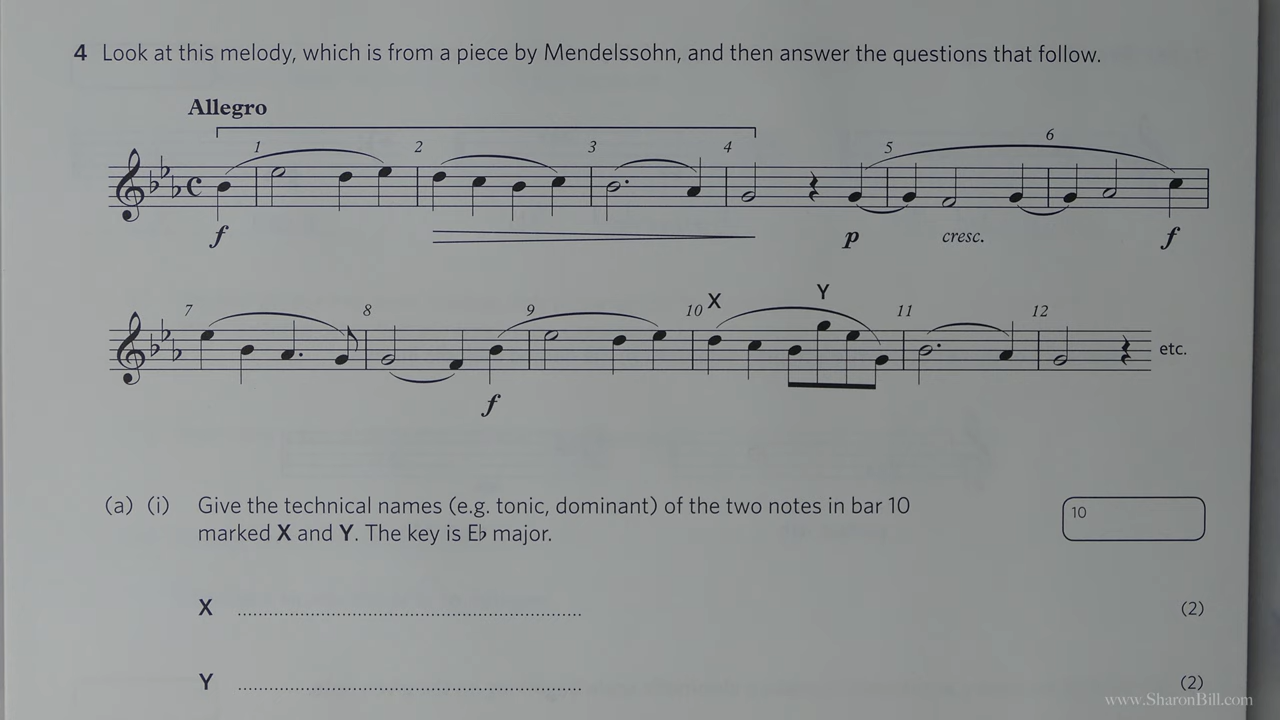 4 Look at this melody, which is from a piece by Mendelssohn, and then answer the questions that follow.
Allegro
1 2 3 4 5 6
f p cresc. f
X Y
7 8 9 10 11 12
etc.
f
(a) (i) Give the technical names (e.g. tonic, dominant) of the two notes in bar 10
marked X and Y. The key is E♭ major.
10
X ........................................................................ (2)
Y ........................................................................ (2)
www.SharonBill.com